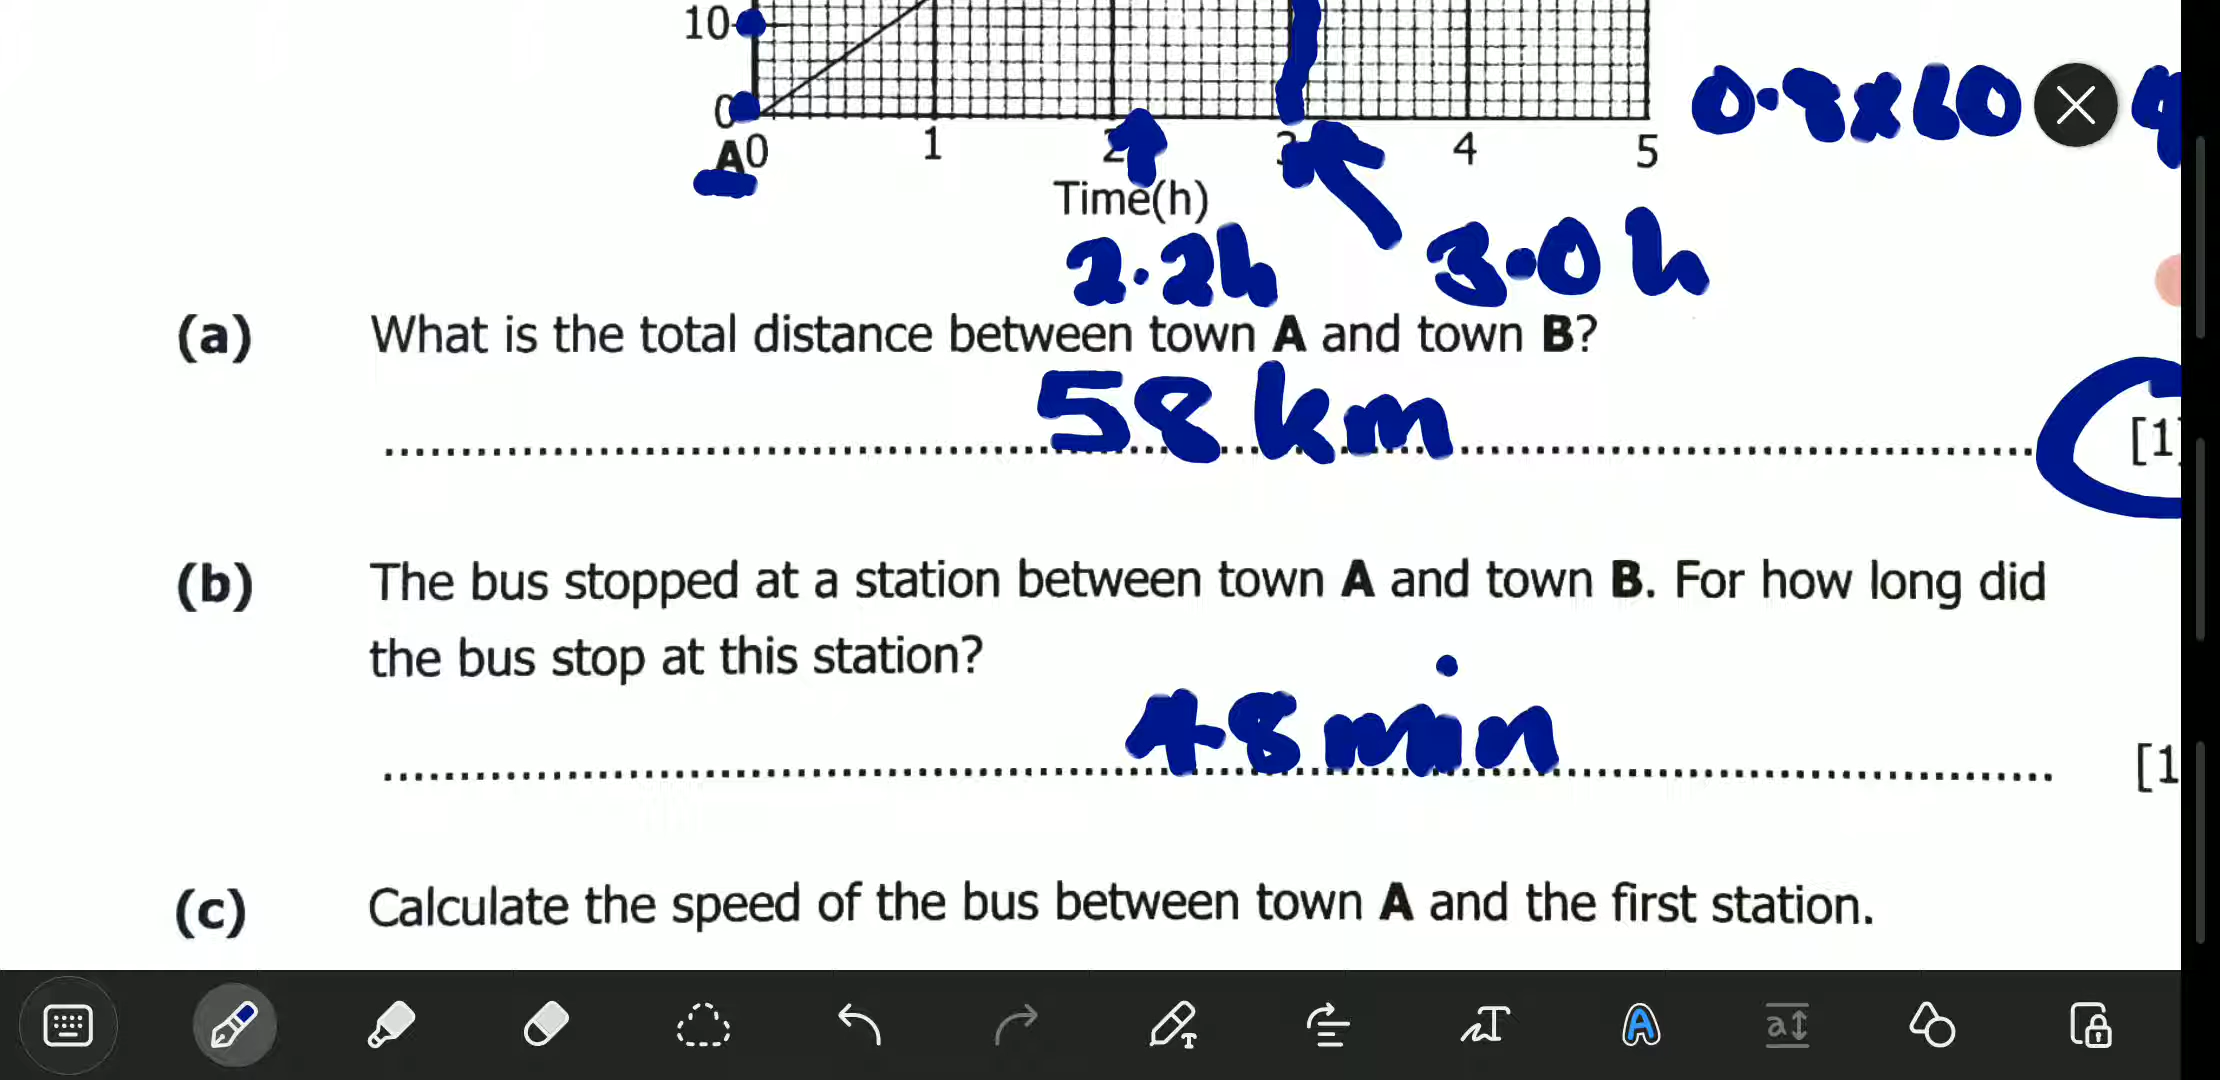 10
0
A0 1 2 3 4 5
0.8x60 4
Time(h)
2.2h 3.0 h
(a) What is the total distance between town A and town B?
58 km
[1]
(b) The bus stopped at a station between town A and town B. For how long did
the bus stop at this station?
48 min
[1
(c) Calculate the speed of the bus between town A and the first station.